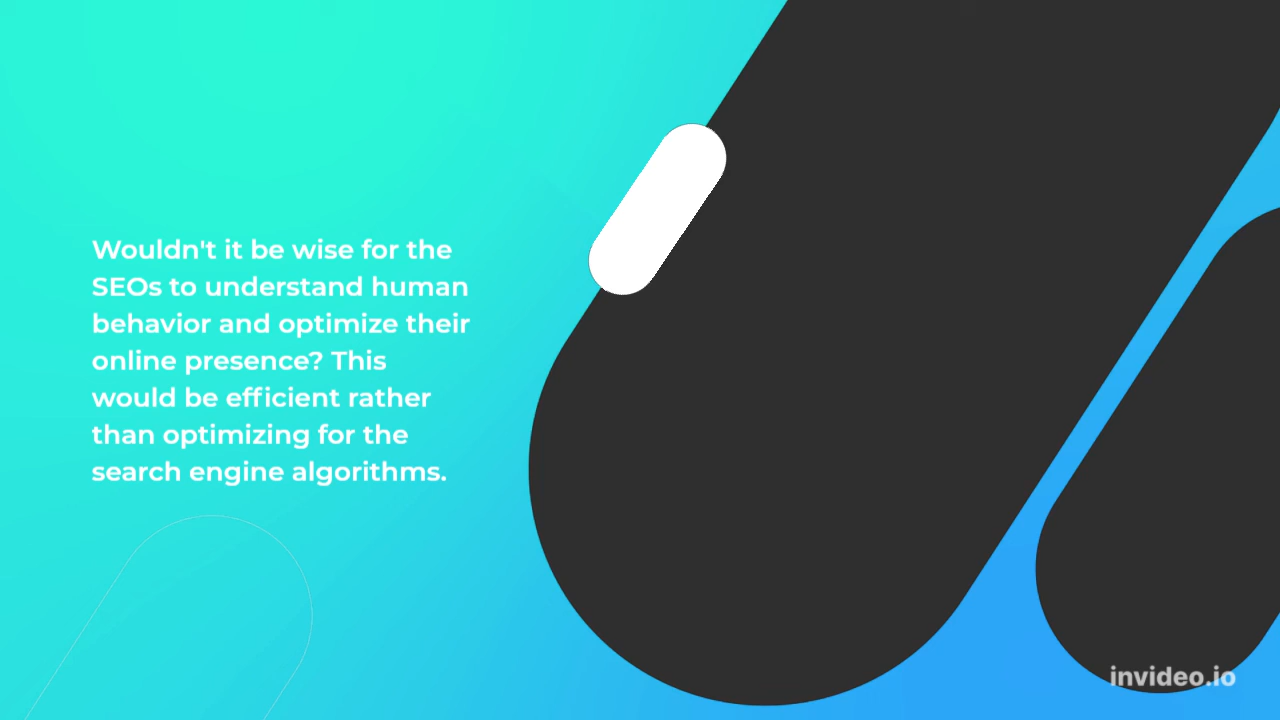 Wouldn't it be wise for the
SEOs to understand human
behavior and optimize their
online presence? This
would be efficient rather
than optimizing for the
search engine algorithms.
invideo.io